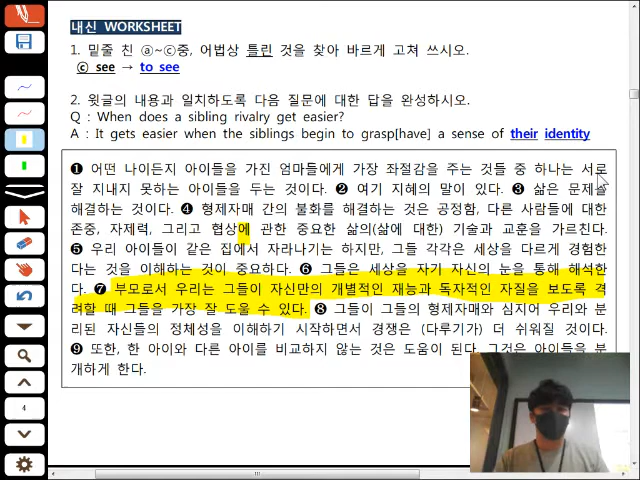 내신 WORKSHEET
1. 밑줄 친 ⓐ~ⓒ중, 어법상 틀린 것을 찾아 바르게 고쳐 쓰시오.
ⓒ see → to see
2. 윗글의 내용과 일치하도록 다음 질문에 대한 답을 완성하시오.
Q : When does a sibling rivalry get easier?
A : It gets easier when the siblings begin to grasp[have] a sense of their identity
❶ 어떤 나이든지 아이들을 가진 엄마들에게 가장 좌절감을 주는 것들 중 하나는 서로
잘 지내지 못하는 아이들을 두는 것이다. ❷ 여기 지혜의 말이 있다. ❸ 삶은 문제를
해결하는 것이다. ❹ 형제자매 간의 불화를 해결하는 것은 공정함, 다른 사람들에 대한
존중, 자제력, 그리고 협상에 관한 중요한 삶의(삶에 대한) 기술과 교훈을 가르친다.
❺ 우리 아이들이 같은 집에서 자라나기는 하지만, 그들 각각은 세상을 다르게 경험한
다는 것을 이해하는 것이 중요하다. ❻ 그들은 세상을 자기 자신의 눈을 통해 해석한
다. ❼ 부모로서 우리는 그들이 자신만의 개별적인 재능과 독자적인 자질을 보도록 격
려할 때 그들을 가장 잘 도울 수 있다. ❽ 그들이 그들의 형제자매와 심지어 우리와 분
리된 자신들의 정체성을 이해하기 시작하면서 경쟁은 (다루기가) 더 쉬워질 것이다.
❾ 또한, 한 아이와 다른 아이를 비교하지 않는 것은 도움이 된다. 그것은 아이들을 분
개하게 한다.
4